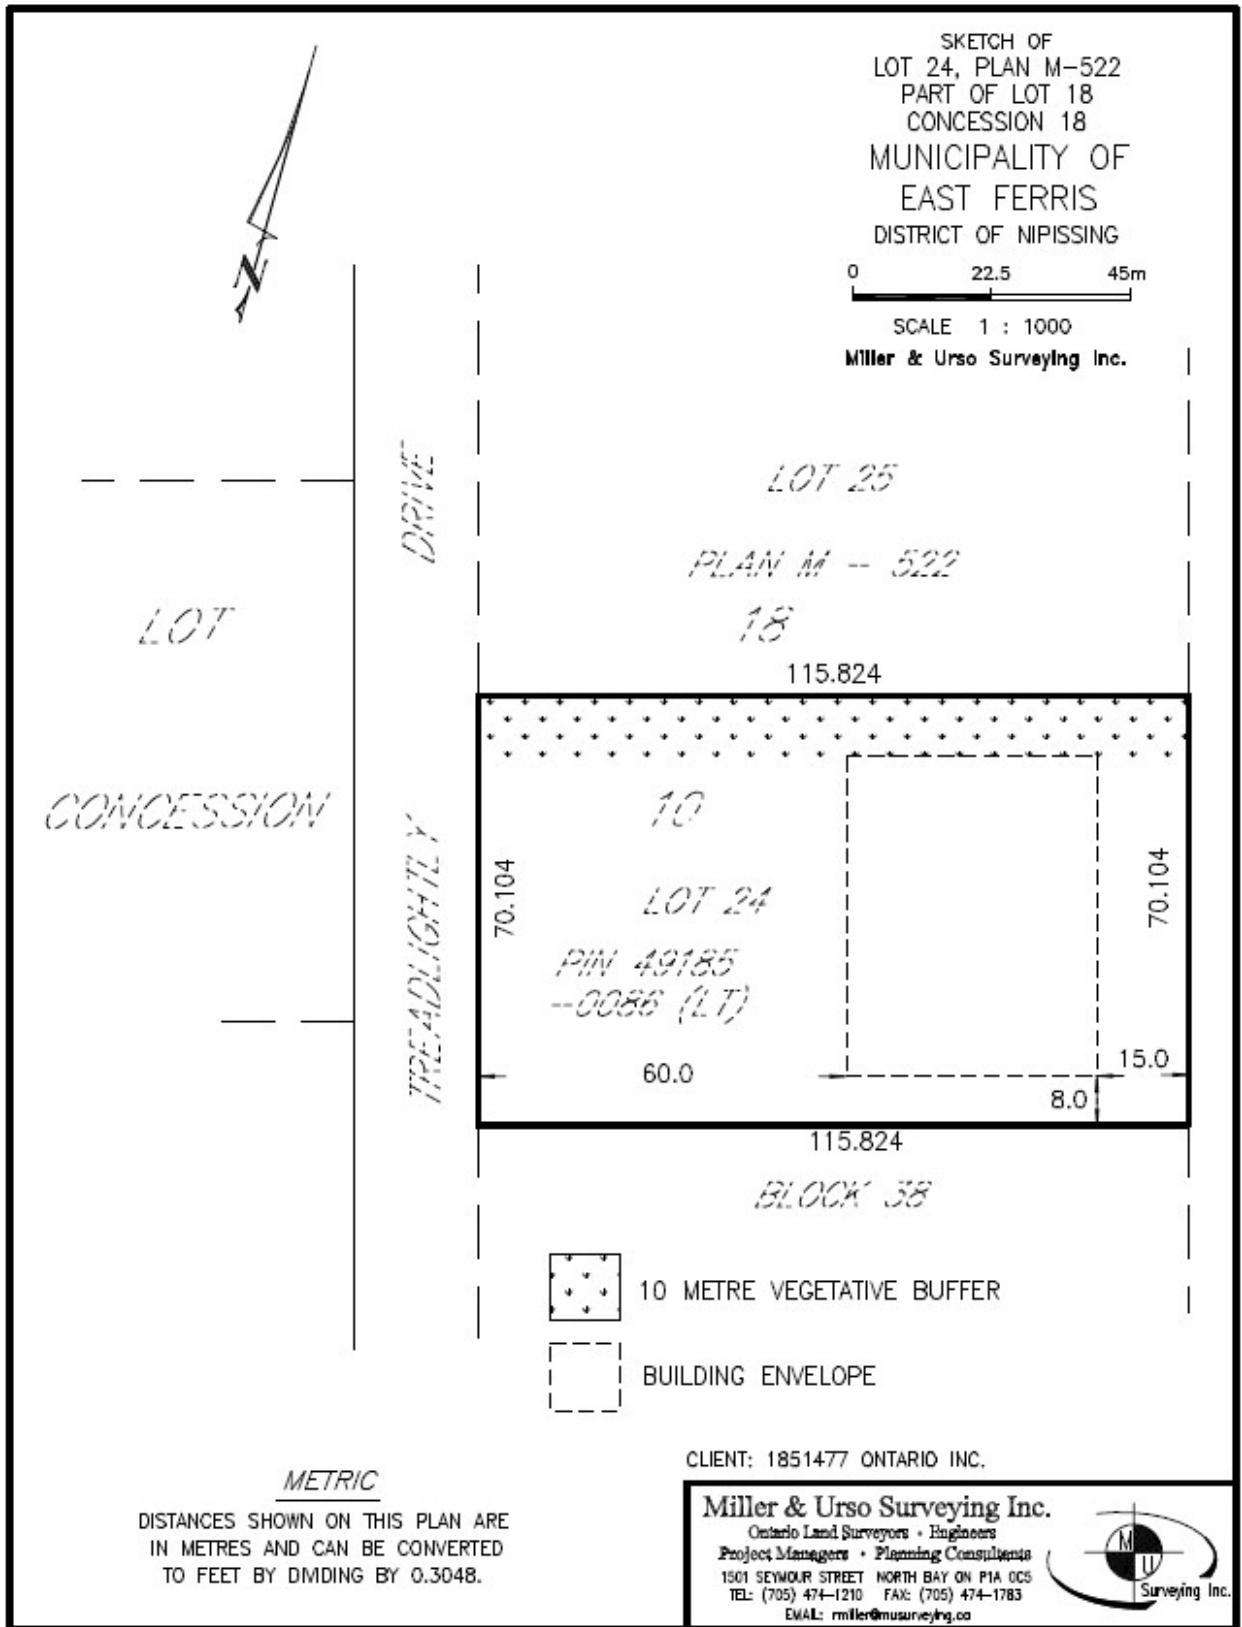 SKETCH OF
LOT 24, PLAN M-522
PART OF LOT 18
CONCESSION 18
MUNICIPALITY OF
EAST FERRIS
DISTRICT OF NIPISSING
0 22.5 45m
SCALE 1 : 1000
Miller & Urso Surveying Inc.
N
DRIVE
LOT 25
PLAN M -- 522
LOT
18
115.824
CONCESSION
10
TREADLIGHTLY
70.104
LOT 24
70.104
PIN 49185
--0086 (LT)
60.0
15.0
8.0
115.824
BLOCK 38
10 METRE VEGETATIVE BUFFER
BUILDING ENVELOPE
CLIENT: 1851477 ONTARIO INC.
METRIC
DISTANCES SHOWN ON THIS PLAN ARE
IN METRES AND CAN BE CONVERTED
TO FEET BY DIVIDING BY 0.3048.
Miller & Urso Surveying Inc.
Ontario Land Surveyors • Engineers
Project Managers • Planning Consultants
1501 SEYMOUR STREET NORTH BAY ON P1A 0C5
TEL: (705) 474-1210 FAX: (705) 474-1783
EMAIL: rmiller@musurveying.ca
M
U
Surveying Inc.